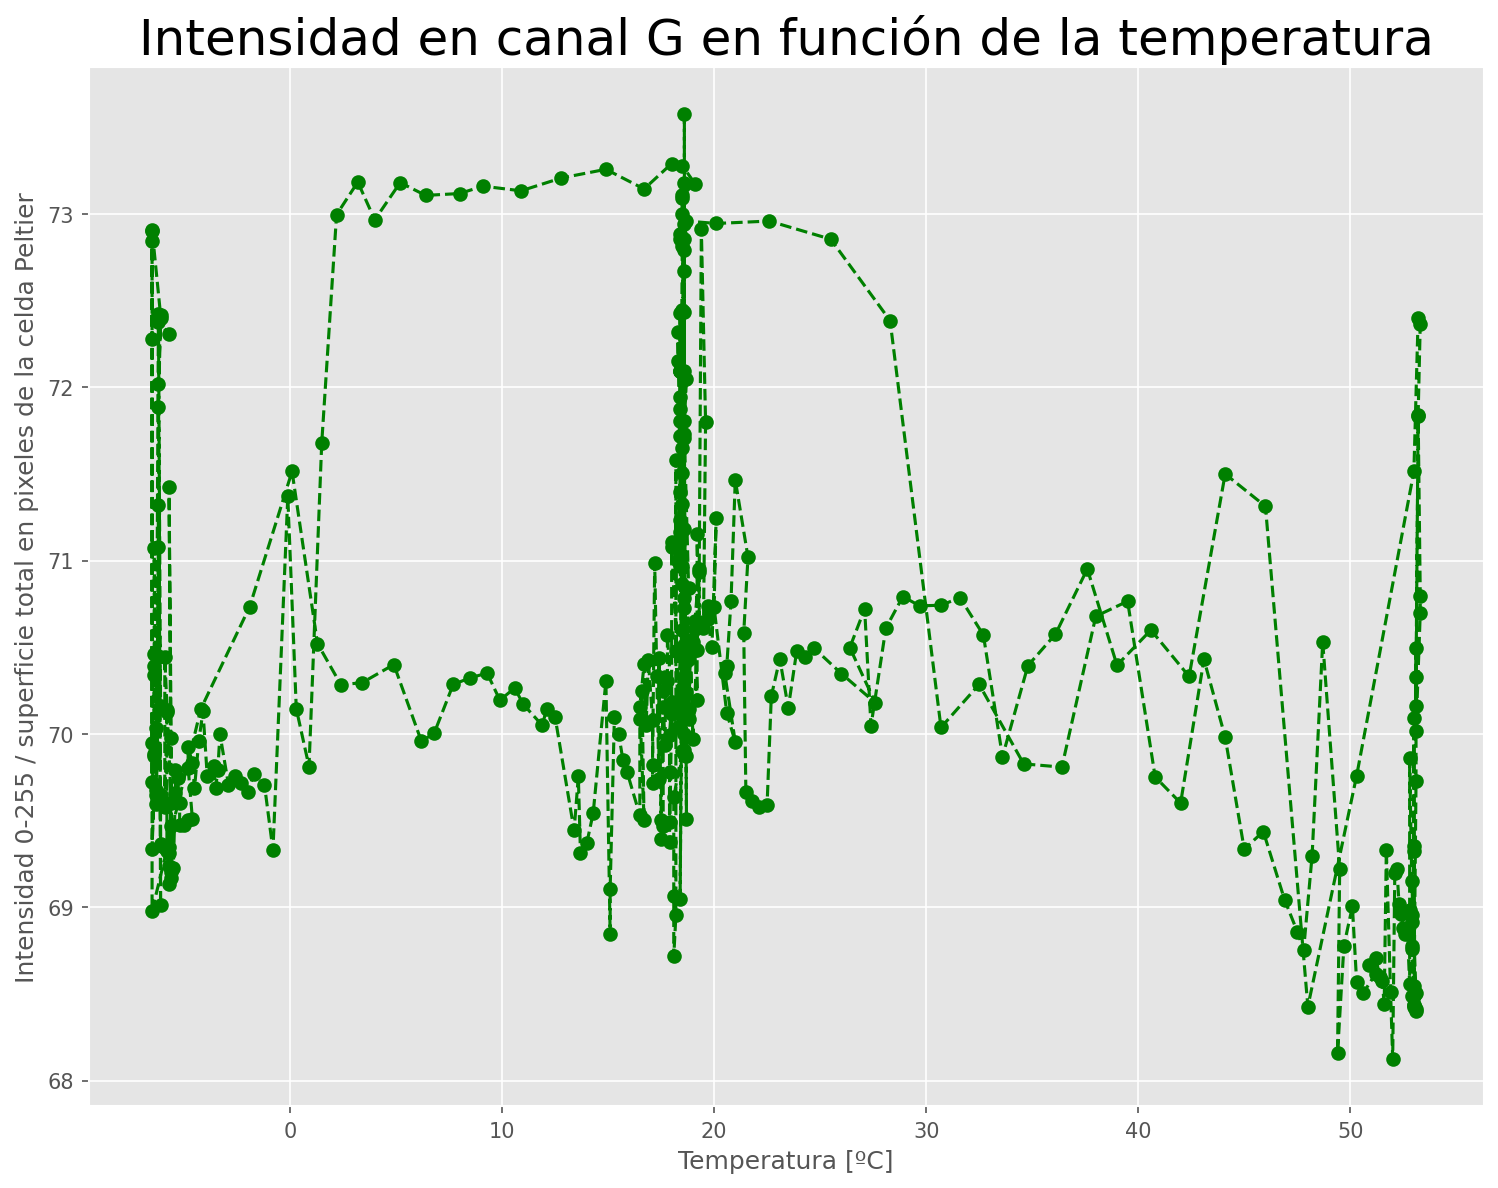 Intensidad en canal G en función de la temperatura
Intensidad 0-255 / superficie total en pixeles de la celda Peltier
73
72
71
70
69
68
0 10 20 30 40 50
Temperatura [ºC]